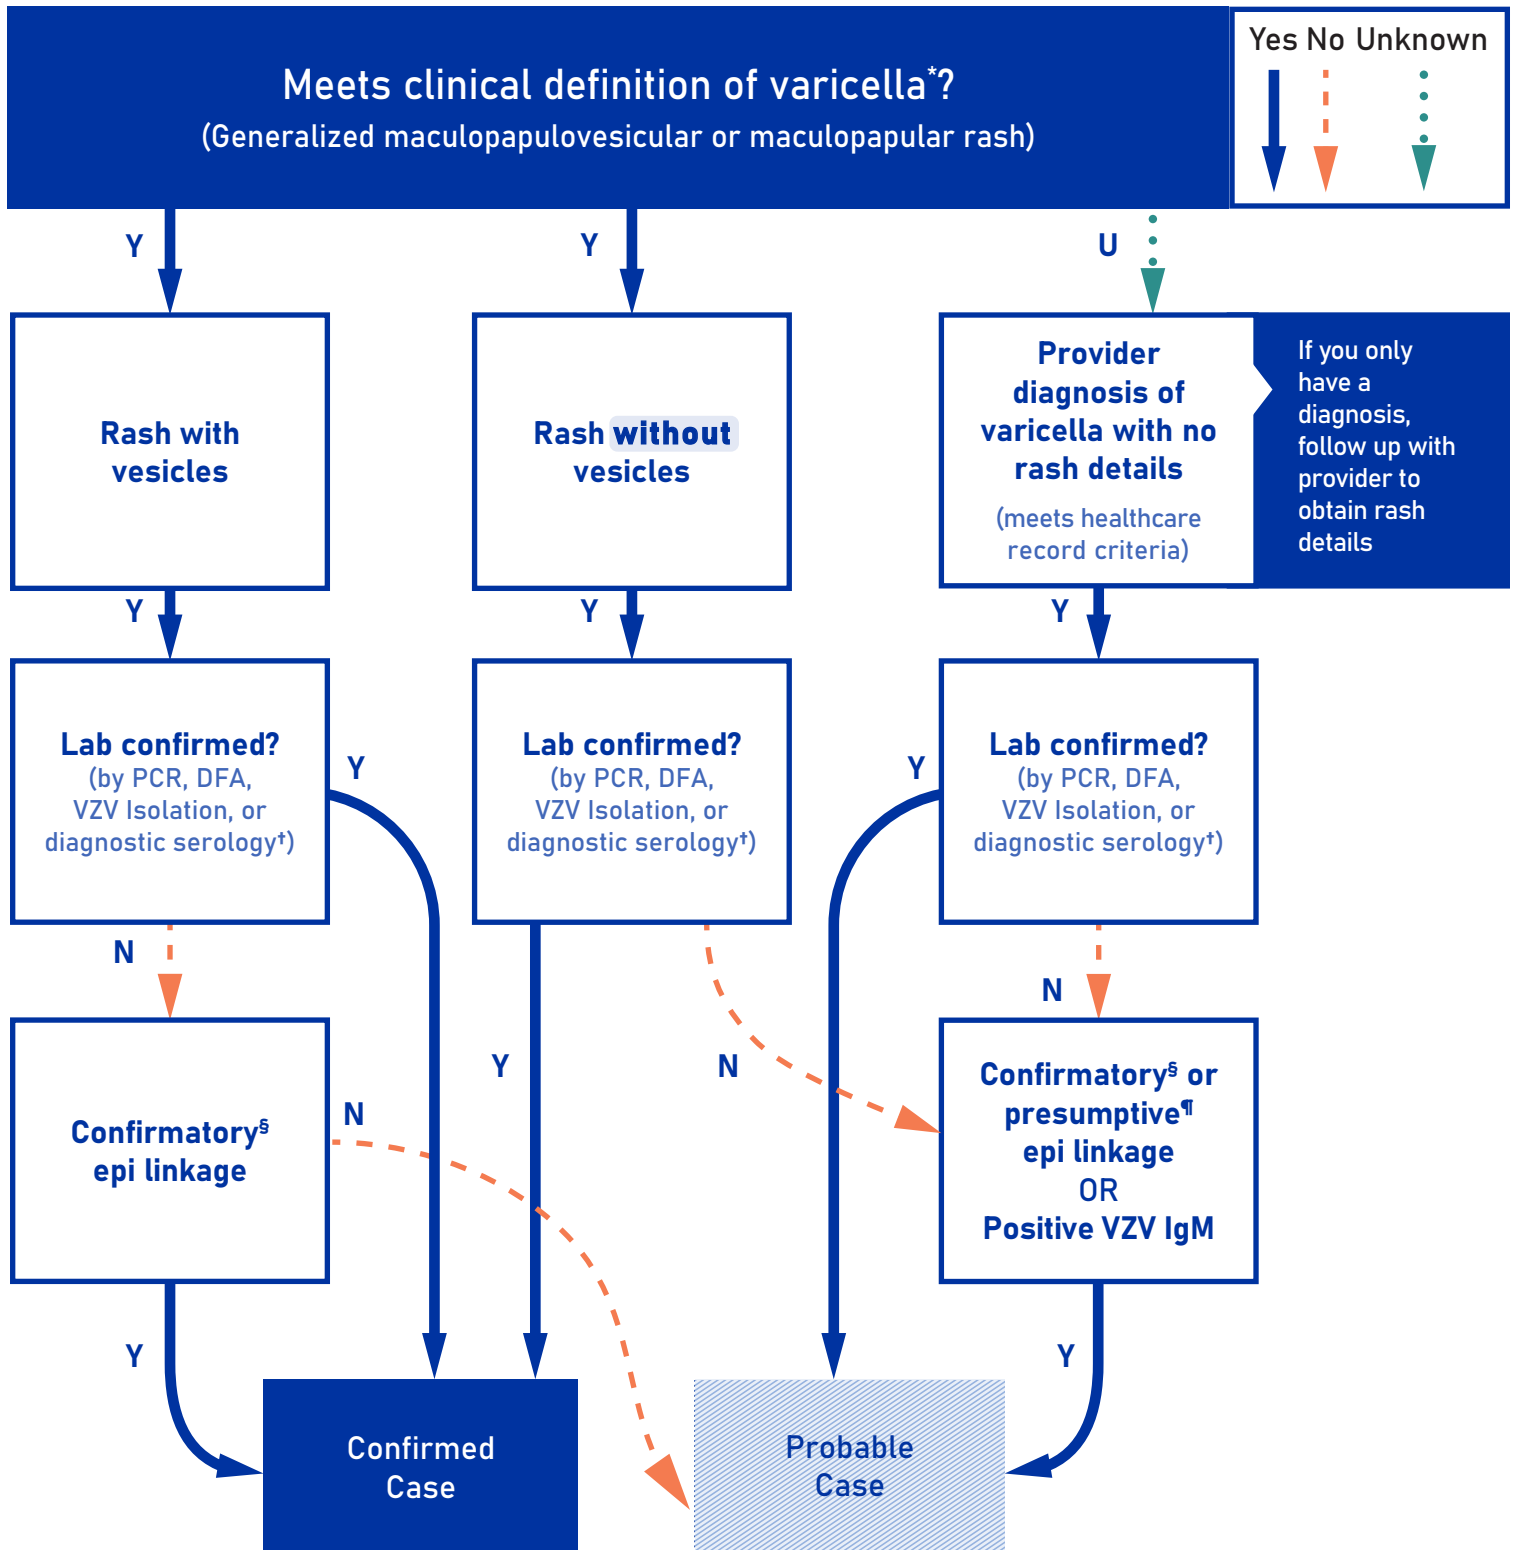 Meets clinical definition of varicella*?
(Generalized maculopapulovesicular or maculopapular rash)
Yes No Unknown
Y
Y
U
Rash with
vesicles
Rash without
vesicles
Provider
diagnosis of
varicella with no
rash details
(meets healthcare
record criteria)
If you only
have a
diagnosis,
follow up with
provider to
obtain rash
details
Y
Y
Y
Lab confirmed?
(by PCR, DFA,
VZV Isolation, or
diagnostic serology†)
Y
Lab confirmed?
(by PCR, DFA,
VZV Isolation, or
diagnostic serology†)
Y
Lab confirmed?
(by PCR, DFA,
VZV Isolation, or
diagnostic serology†)
N
N
Y
N
Confirmatory§
epi linkage
N
Confirmatory§ or
presumptive¶
epi linkage
OR
Positive VZV IgM
Y
Y
Confirmed
Case
Probable
Case